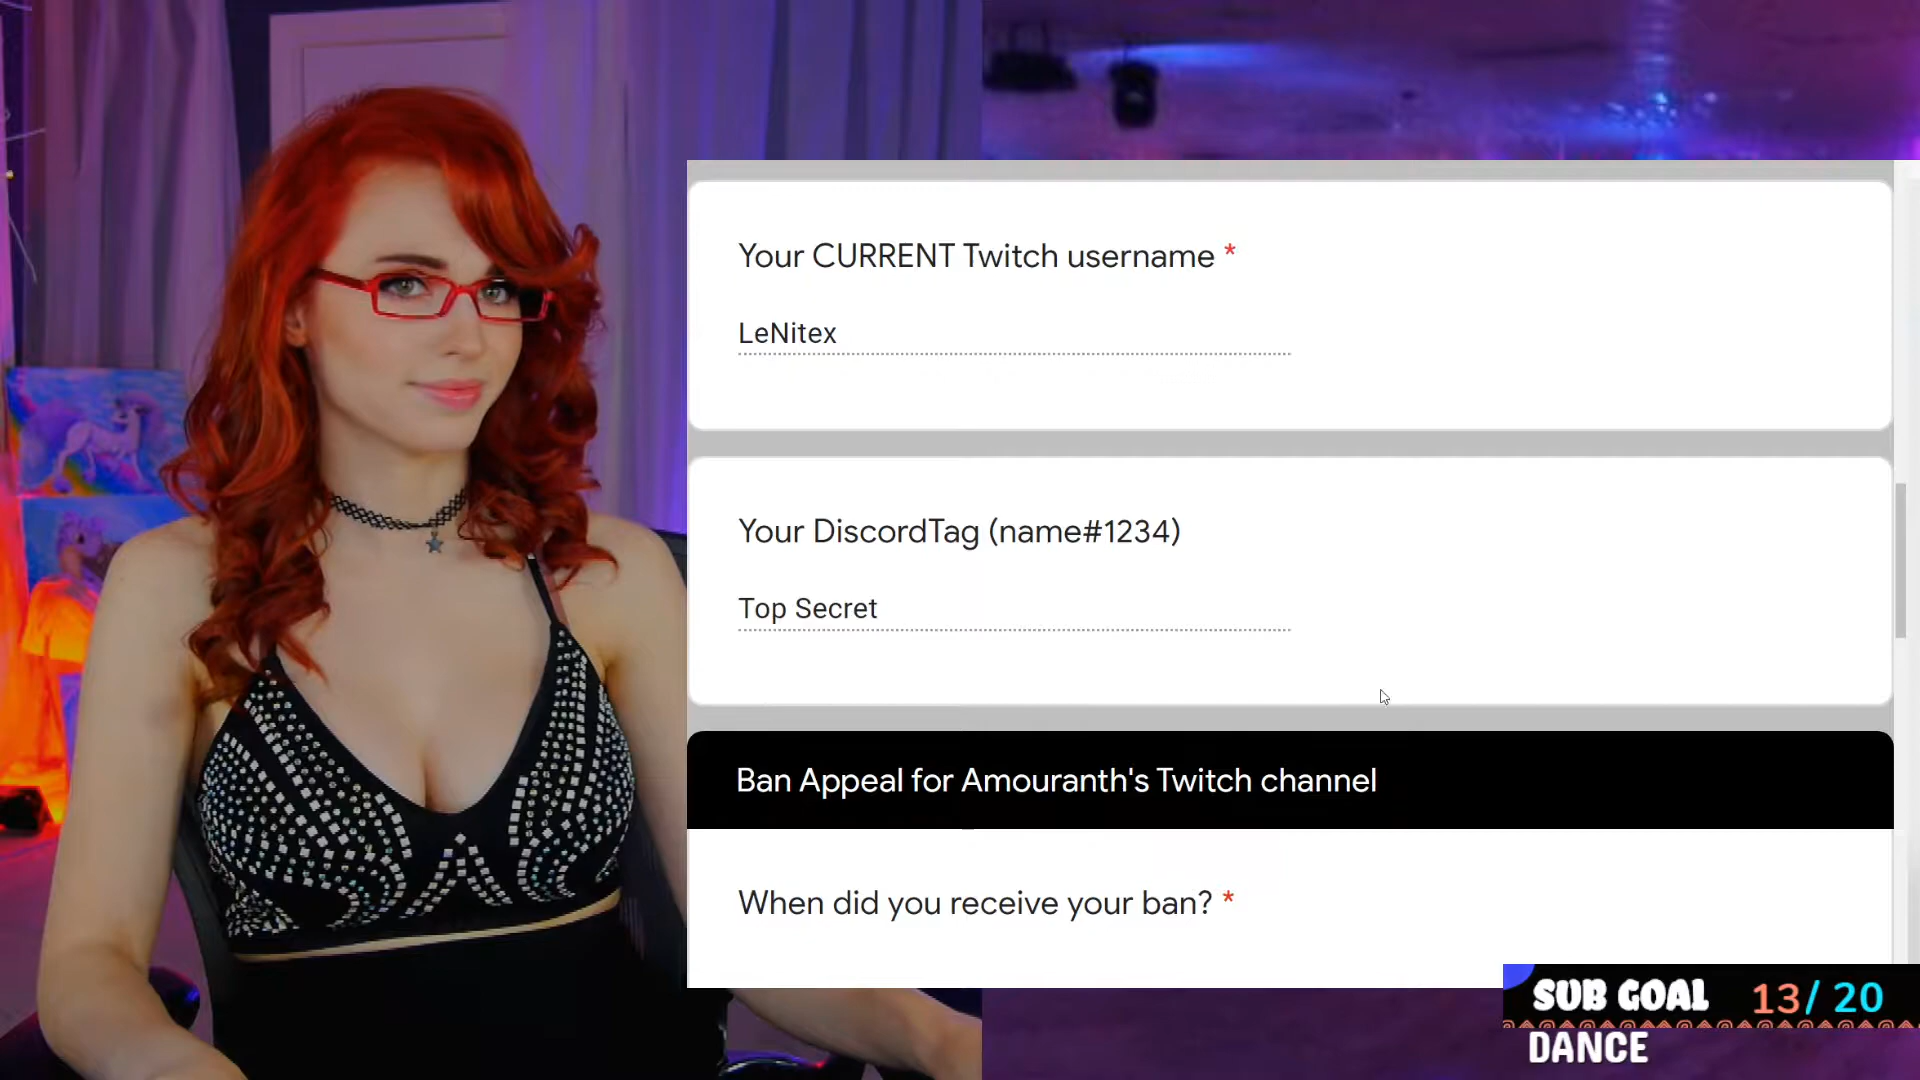 Your CURRENT Twitch username *
LeNitex
Your DiscordTag (name#1234)
Top Secret
Ban Appeal for Amouranth's Twitch channel
When did you receive your ban? *
SUB GOAL 13/ 20
DANCE